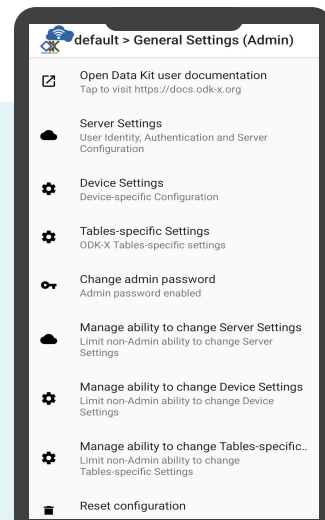 default > General Settings (Admin)
Open Data Kit user documentation
Tap to visit https://docs.odk-x.org
Server Settings
User Identity, Authentication and Server
Configuration
Device Settings
Device-specific Configuration
Tables-specific Settings
ODK-X Tables-specific settings
Change admin password
Admin password enabled
Manage ability to change Server Settings
Limit non-Admin ability to change Server
Settings
Manage ability to change Device Settings
Limit non-Admin ability to change Device
Settings
Manage ability to change Tables-specific..
Limit non-Admin ability to change
Tables-specific Settings
Reset configuration